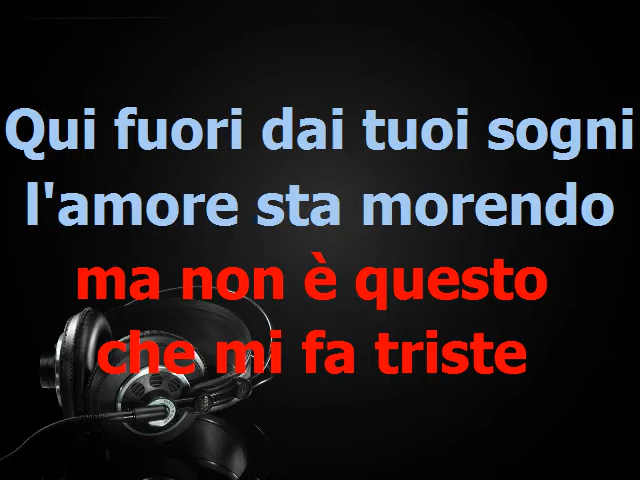 Qui fuori dai tuoi sogni
l'amore sta morendo
ma non è questo
che mi fa triste